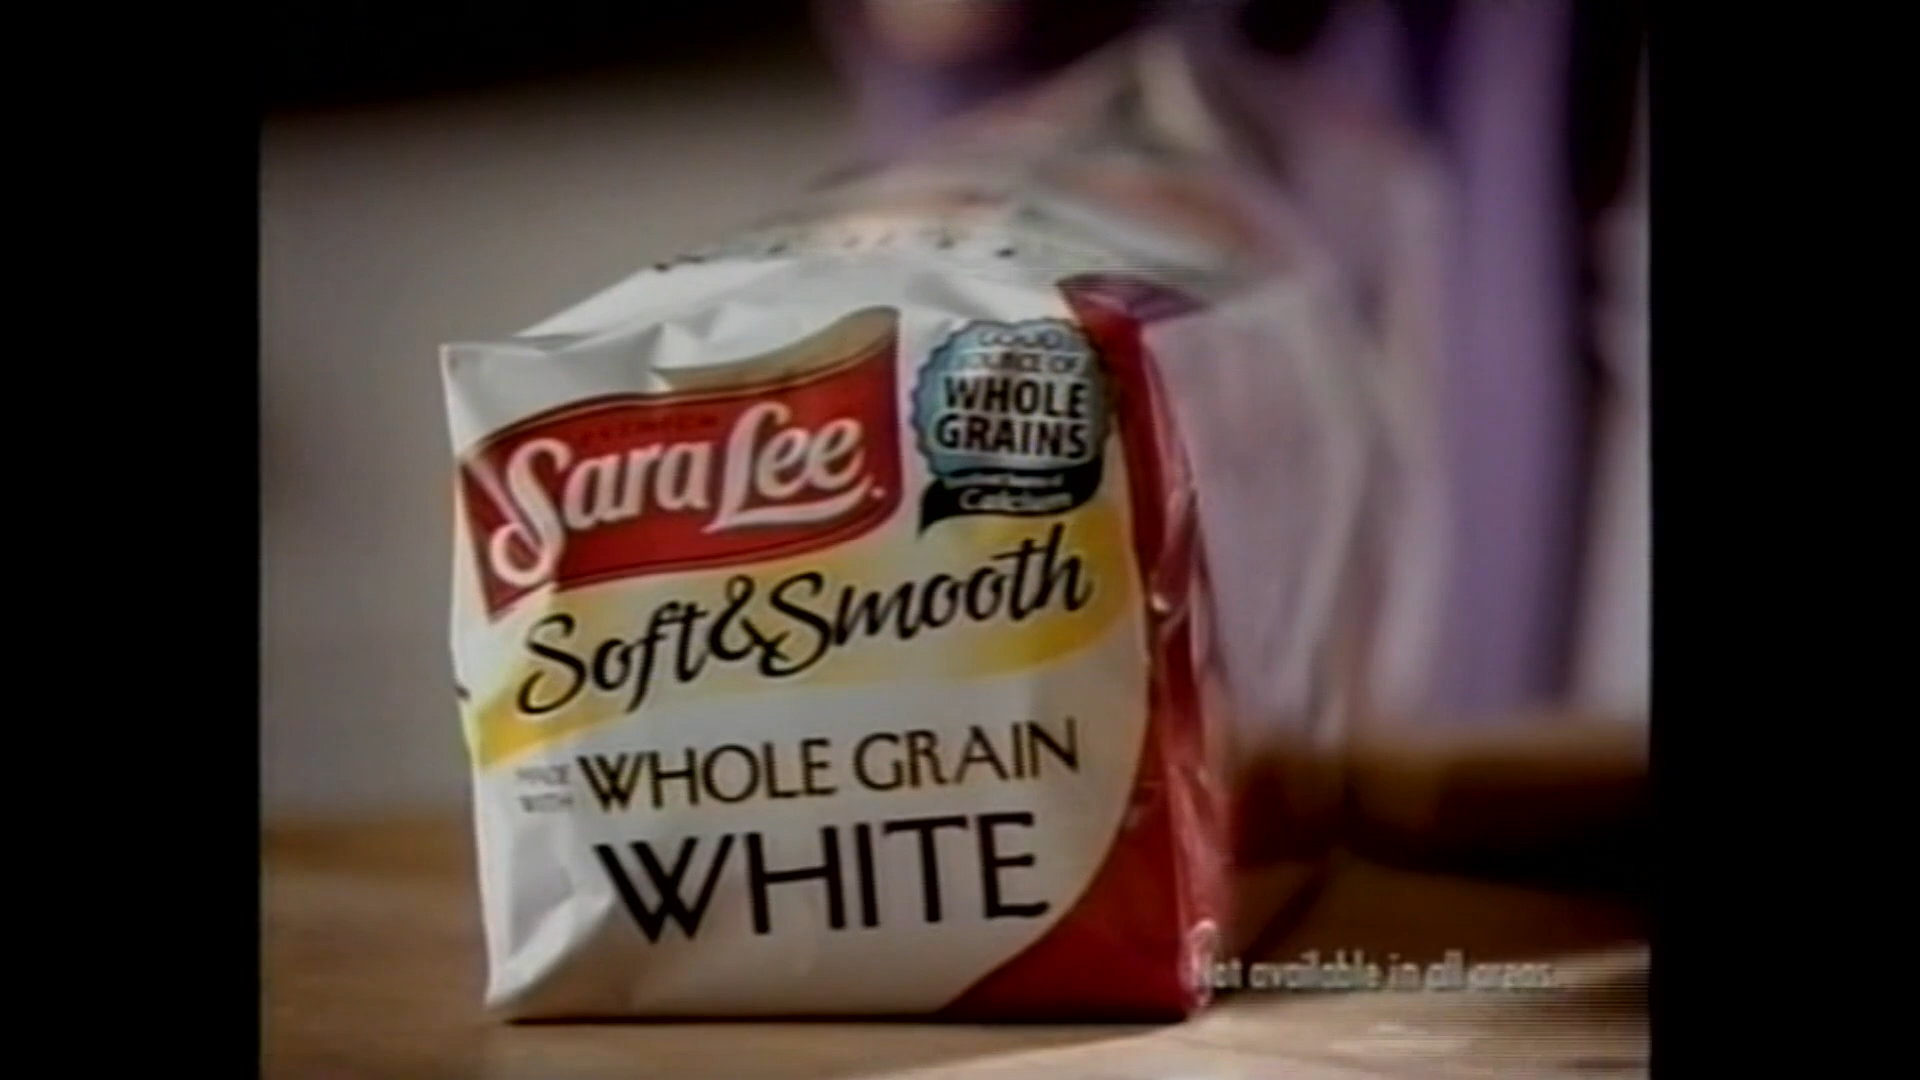 Sara Lee
GOOD
SOURCE OF
WHOLE
GRAINS
Calcium
Soft & Smooth
MADE WITH WHOLE GRAIN
WHITE
Not available in all areas.